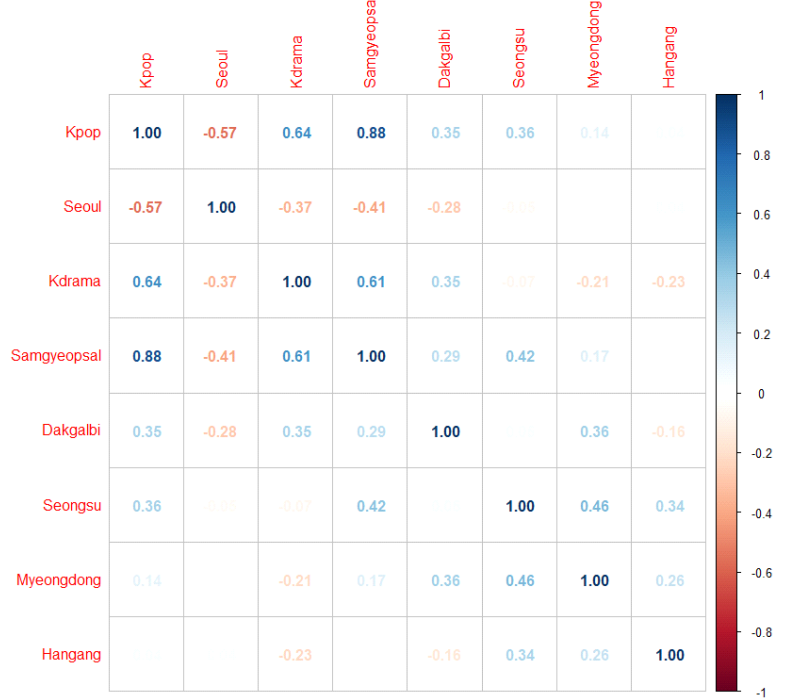 Kpop Seoul Kdrama Samgyeopsal Dakgalbi Seongsu Myeongdong Hangang
Kpop 1.00 -0.57 0.64 0.88 0.35 0.36 0.14
Seoul -0.57 1.00 -0.37 -0.41 -0.28
Kdrama 0.64 -0.37 1.00 0.61 0.35 -0.07 -0.21 -0.23
Samgyeopsal 0.88 -0.41 0.61 1.00 0.29 0.42 0.17
Dakgalbi 0.35 -0.28 0.35 0.29 1.00 0.36 -0.16
Seongsu 0.36 -0.07 0.42 1.00 0.46 0.34
Myeongdong 0.14 -0.21 0.17 0.36 0.46 1.00 0.26
Hangang -0.23 -0.16 0.34 0.26 1.00
1
0.8
0.6
0.4
0.2
0
-0.2
-0.4
-0.6
-0.8
-1